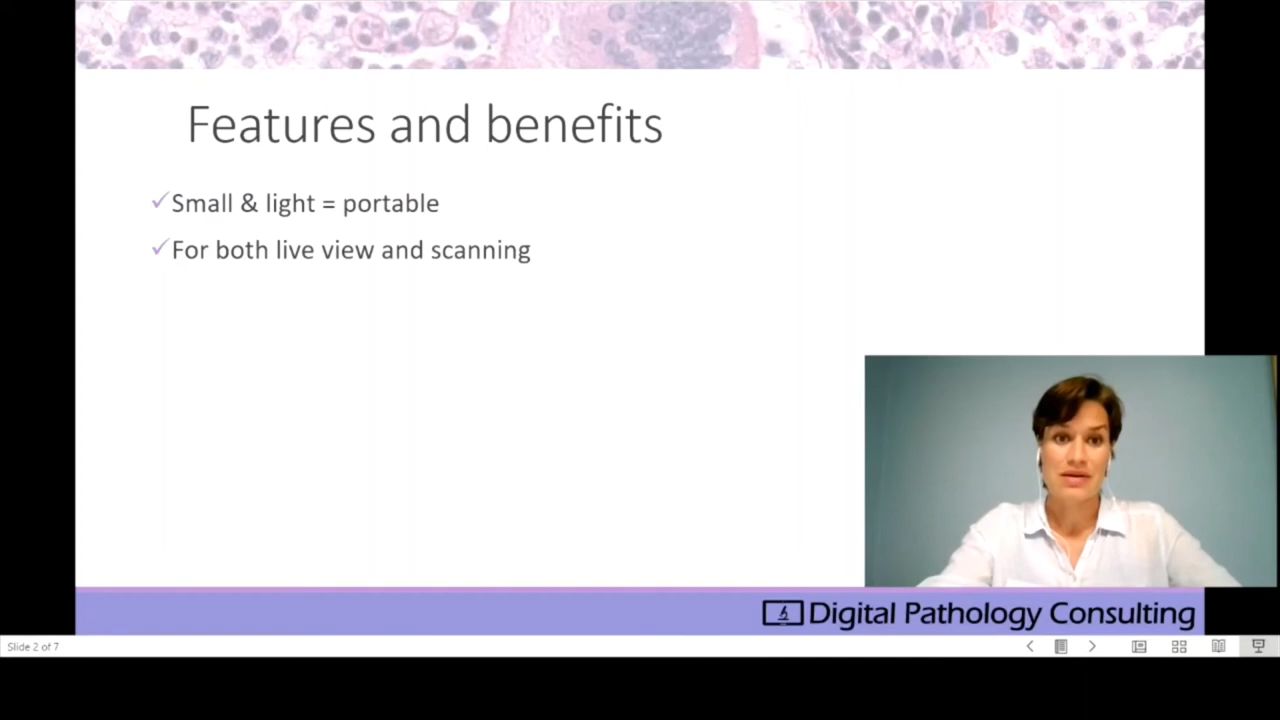 Features and benefits
Small & light = portable
For both live view and scanning
Digital Pathology Consulting
Slide 2 of 7